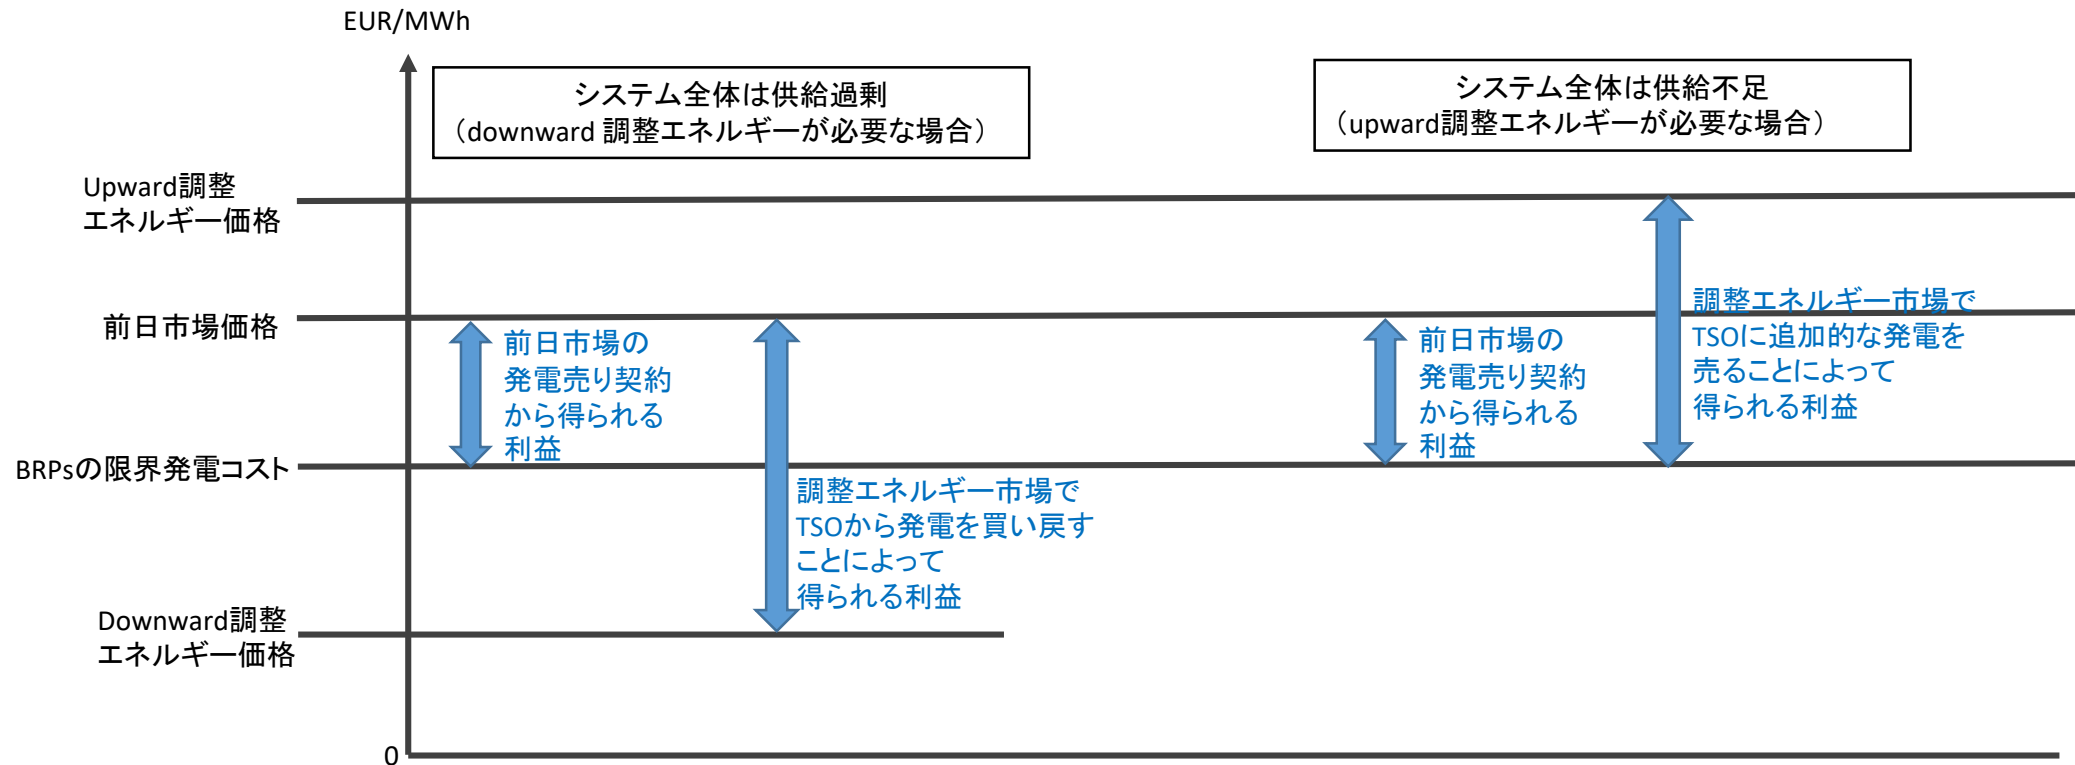 EUR/MWh
システム全体は供給過剰
（downward 調整エネルギーが必要な場合）
システム全体は供給不足
（upward調整エネルギーが必要な場合）
Upward調整
エネルギー価格
前日市場価格
前日市場の
発電売り契約
から得られる
利益
前日市場の
発電売り契約
から得られる
利益
調整エネルギー市場で
TSOに追加的な発電を
売ることによって
得られる利益
BRPsの限界発電コスト
調整エネルギー市場で
TSOから発電を買い戻す
ことによって
得られる利益
Downward調整
エネルギー価格
0